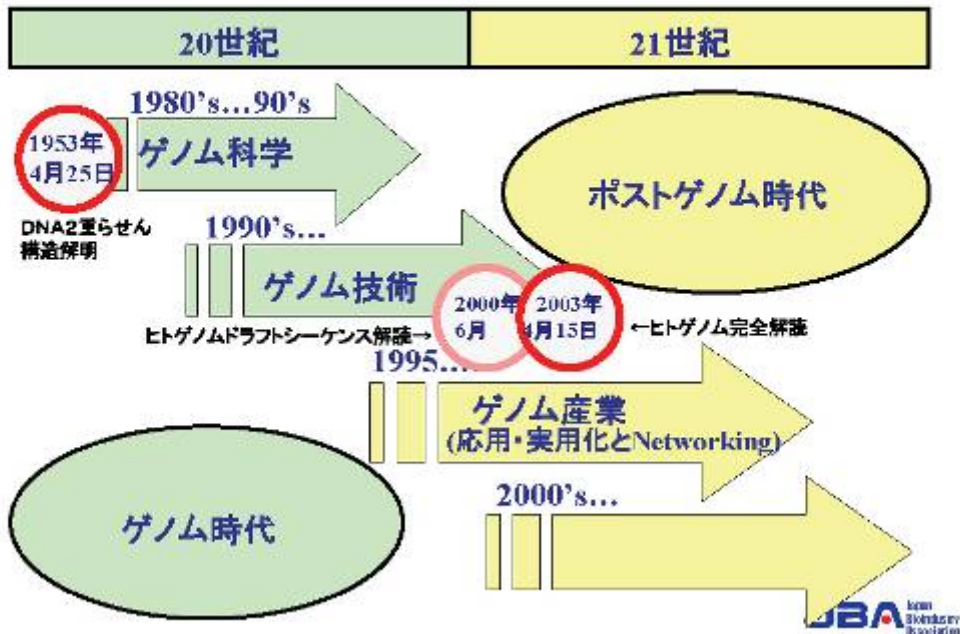 20世紀
21世紀
1980's...90's
1953年
4月25日
ゲノム科学
DNA2重らせん
構造解明
ポストゲノム時代
1990's...
ゲノム技術
2000年
6月
2003年
4月15日
ヒトゲノムドラフトシーケンス解読→
←ヒトゲノム完全解読
1995....
ゲノム産業
(応用・実用化とNetworking)
2000's...
ゲノム時代
JBA
Japan
Bioindustry
Association